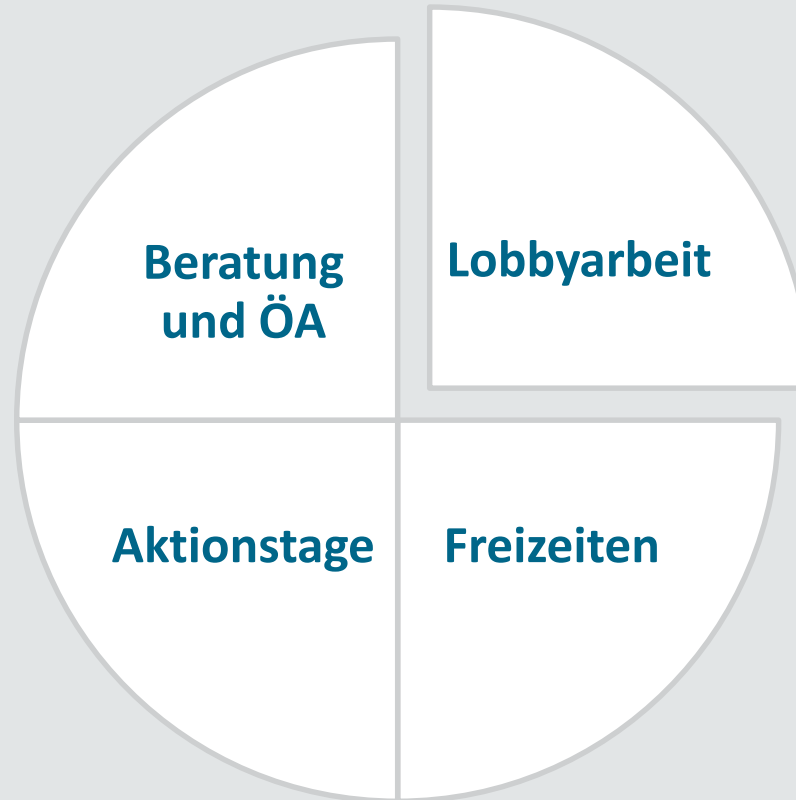 Beratung
und ÖA
Lobbyarbeit
Aktionstage
Freizeiten